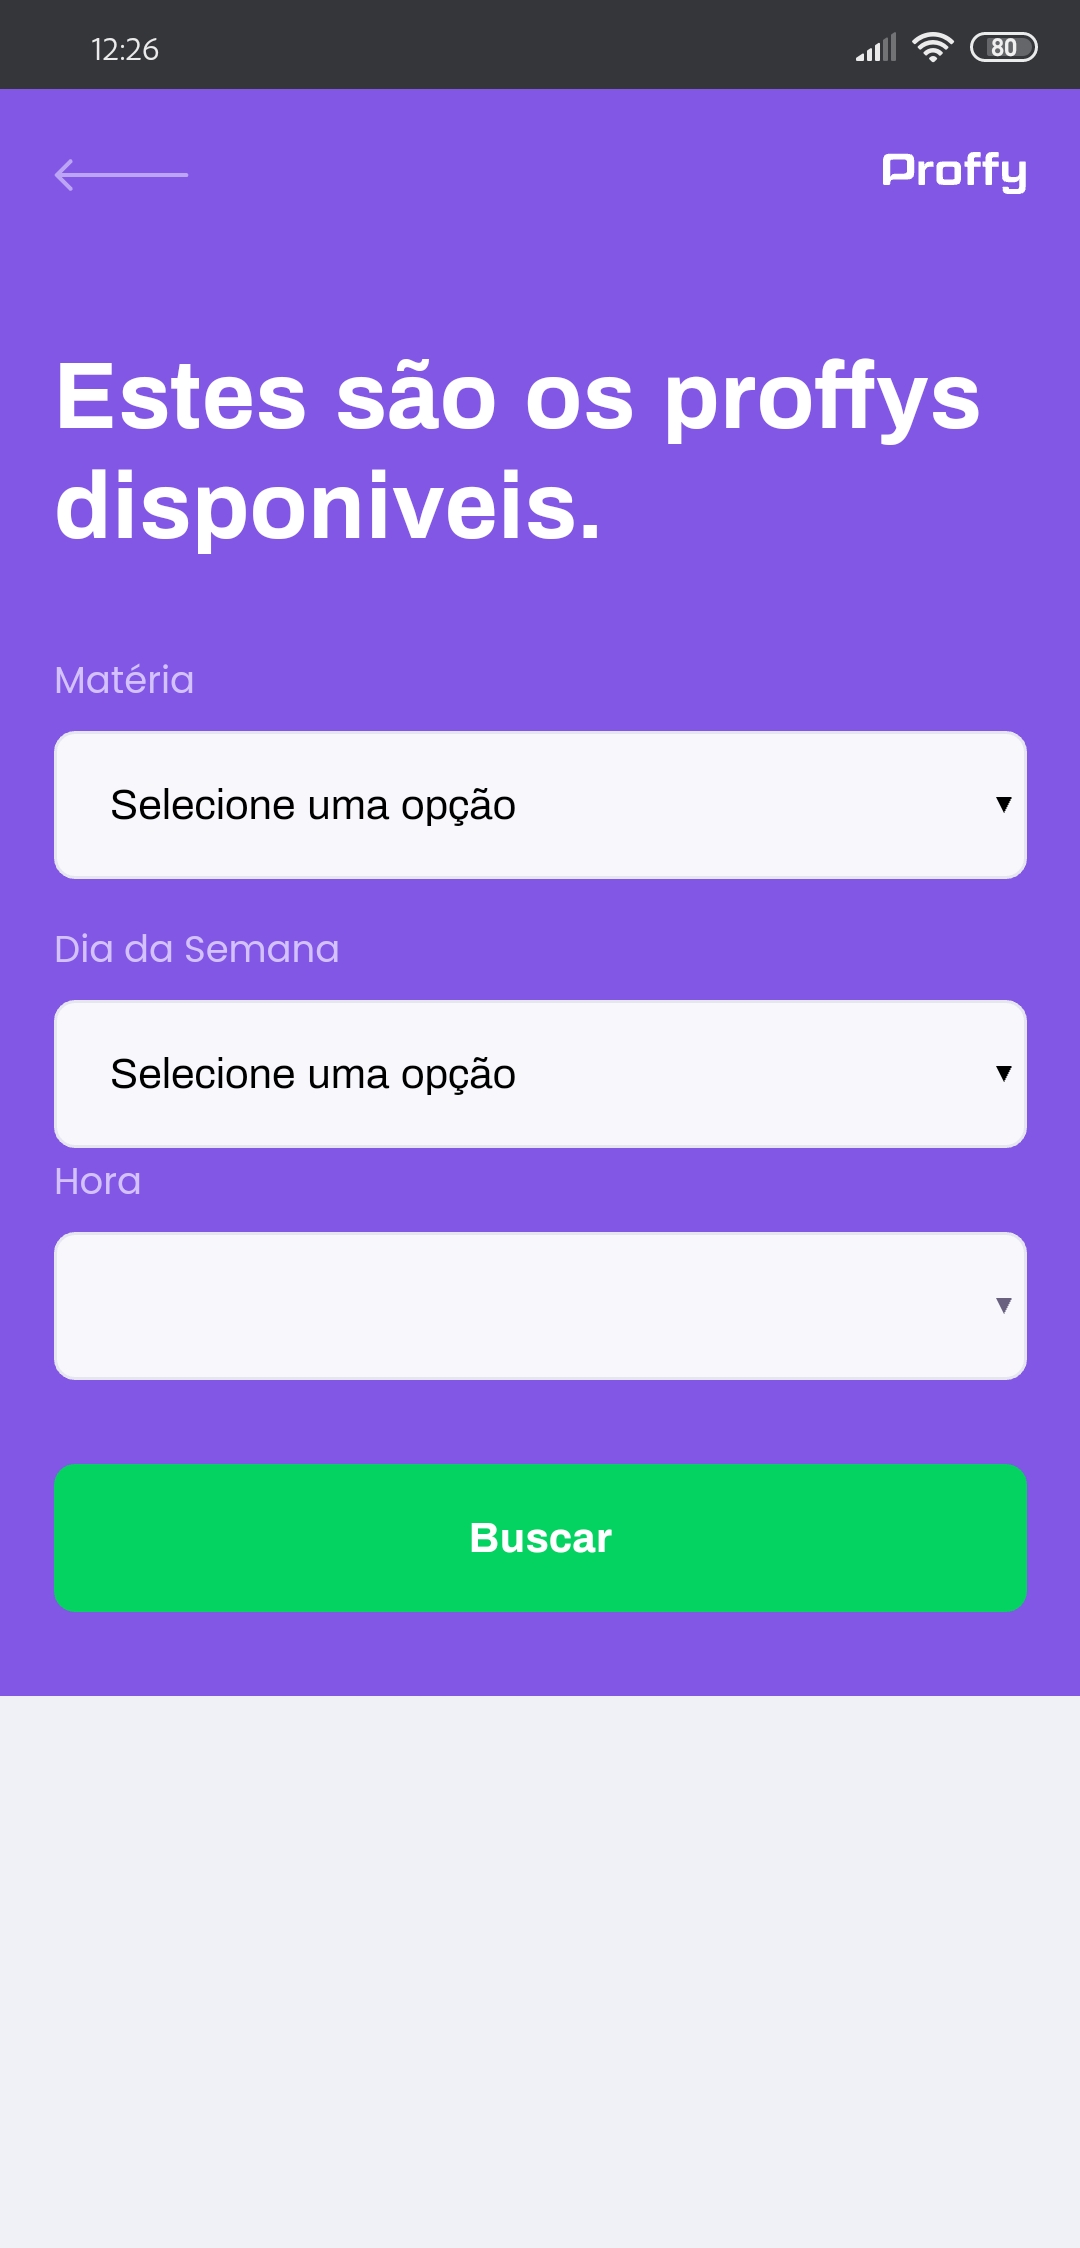 12:26
80
Proffy
Estes são os proffys
disponiveis.
Matéria
Selecione uma opção
Dia da Semana
Selecione uma opção
Hora
Buscar